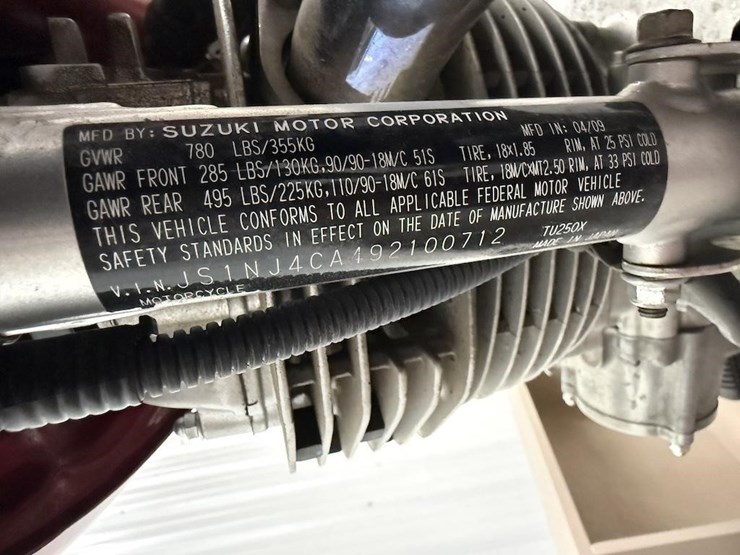 MFD BY: SUZUKI MOTOR CORPORATION MFD IN: 04/09
GVWR 780 LBS/355KG
GAWR FRONT 285 LBS/130KG,90/90-18M/C 51S TIRE, 18x1.85 RIM, AT 25 PSI COLD
GAWR REAR 495 LBS/225KG,110/90-18M/C 61S TIRE, 18M/CxMT2.50 RIM, AT 33 PSI COLD
THIS VEHICLE CONFORMS TO ALL APPLICABLE FEDERAL MOTOR VEHICLE
SAFETY STANDARDS IN EFFECT ON THE DATE OF MANUFACTURE SHOWN ABOVE.
V.I.N. JS1NJ4CA492100712 TU250X
MOTORCYCLE MADE IN JAPAN